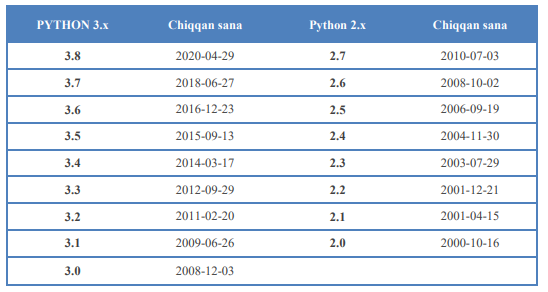 PYTHON 3.x Chiqqan sana Python 2.x Chiqqan sana
3.8 2020-04-29 2.7 2010-07-03
3.7 2018-06-27 2.6 2008-10-02
3.6 2016-12-23 2.5 2006-09-19
3.5 2015-09-13 2.4 2004-11-30
3.4 2014-03-17 2.3 2003-07-29
3.3 2012-09-29 2.2 2001-12-21
3.2 2011-02-20 2.1 2001-04-15
3.1 2009-06-26 2.0 2000-10-16
3.0 2008-12-03